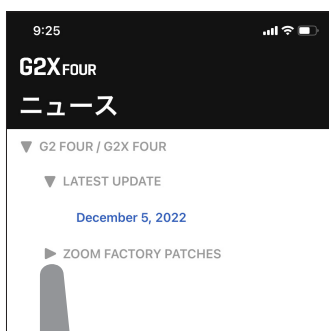 9:25
G2X FOUR
ニュース
G2 FOUR / G2X FOUR
LATEST UPDATE
December 5, 2022
ZOOM FACTORY PATCHES